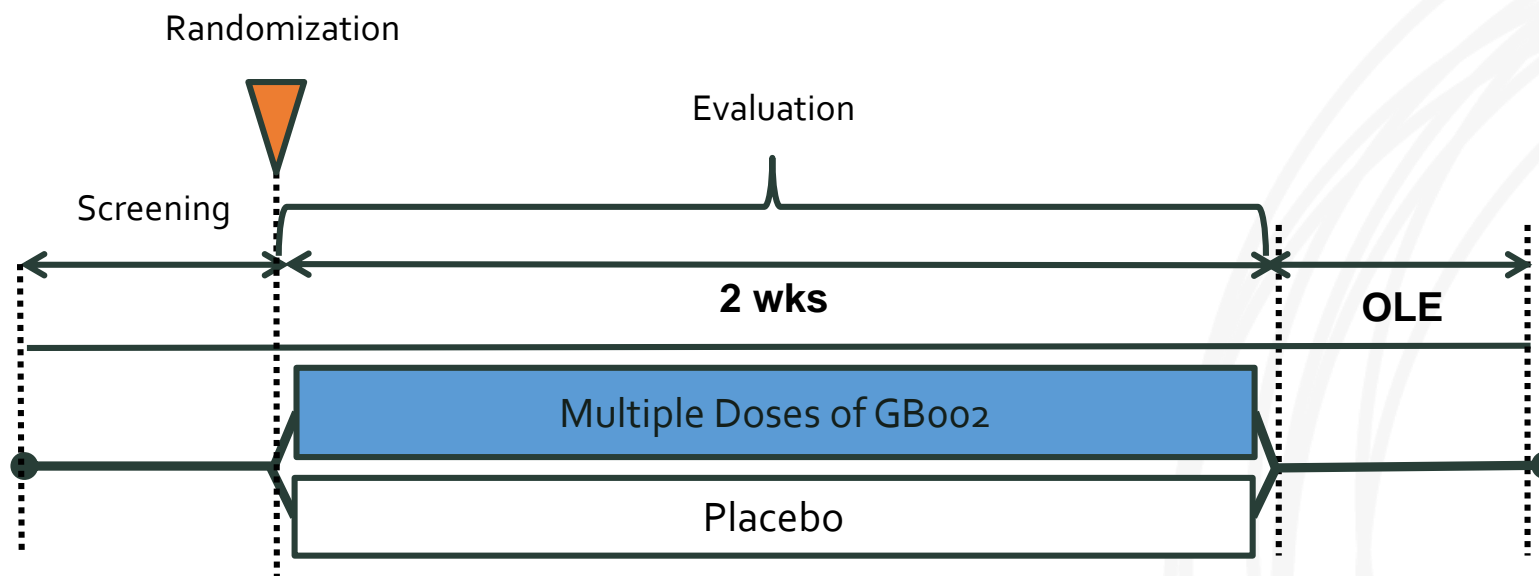 Randomization
Evaluation
Screening
2 wks
OLE
Multiple Doses of GB002
Placebo